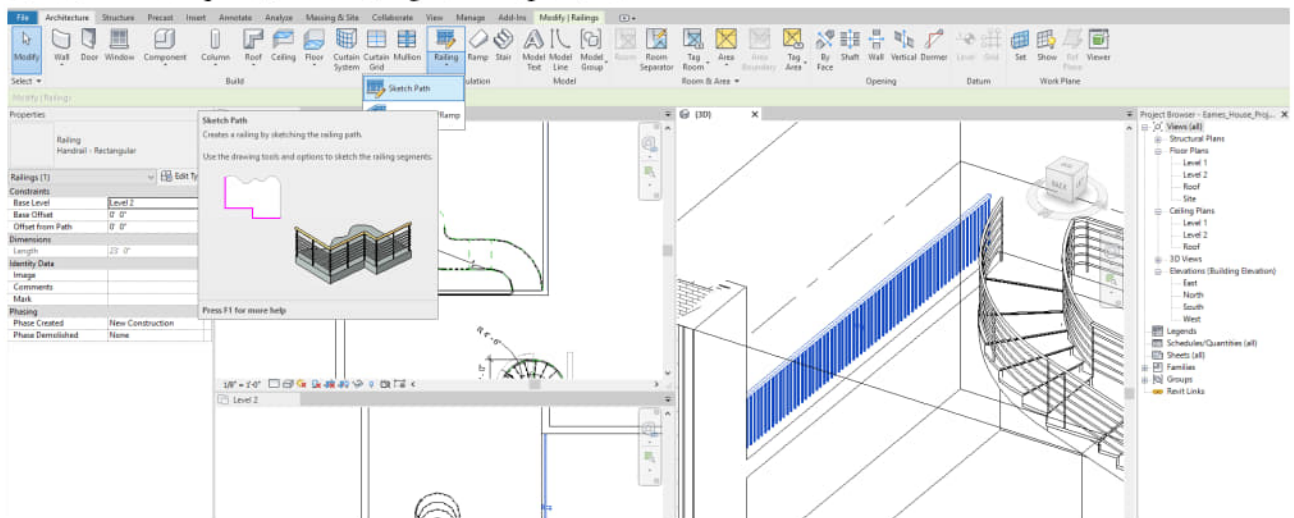 File Architecture Structure Precast Insert Annotate Analyze Massing & Site Collaborate View Manage Add-Ins Modify | Railings
Modify Wall Door Window Component Column Roof Ceiling Floor Curtain System Curtain Grid Mullion Railing Ramp Stair Model Text Model Line Model Group Room Room Separator Tag Room Area Area Boundary Tag Area By Face Shaft Wall Vertical Dormer Level Grid Set Show Ref Plane Viewer
Select Build Model Room & Area Opening Datum Work Plane
Sketch Path
Modify | Railings
Properties
Railing
Handrail - Rectangular
Railings (1) Edit Ty
Constraints
Base Level Level 2
Base Offset 0' 0"
Offset from Path 0' 0"
Dimensions
Length 23' 0"
Identity Data
Image
Comments
Mark
Phasing
Phase Created New Construction
Phase Demolished None
Sketch Path
Creates a railing by sketching the railing path.
Use the drawing tools and options to sketch the railing segments.
Press F1 for more help
/Ramp
1/8" = 1'-0"
Level 2
{3D}
BACK
Project Browser - Eames_House_Proj...
Views (all)
Structural Plans
Floor Plans
Level 1
Level 2
Roof
Site
Ceiling Plans
Level 1
Level 2
Roof
3D Views
Elevations (Building Elevation)
East
North
South
West
Legends
Schedules/Quantities (all)
Sheets (all)
Families
Groups
Revit Links